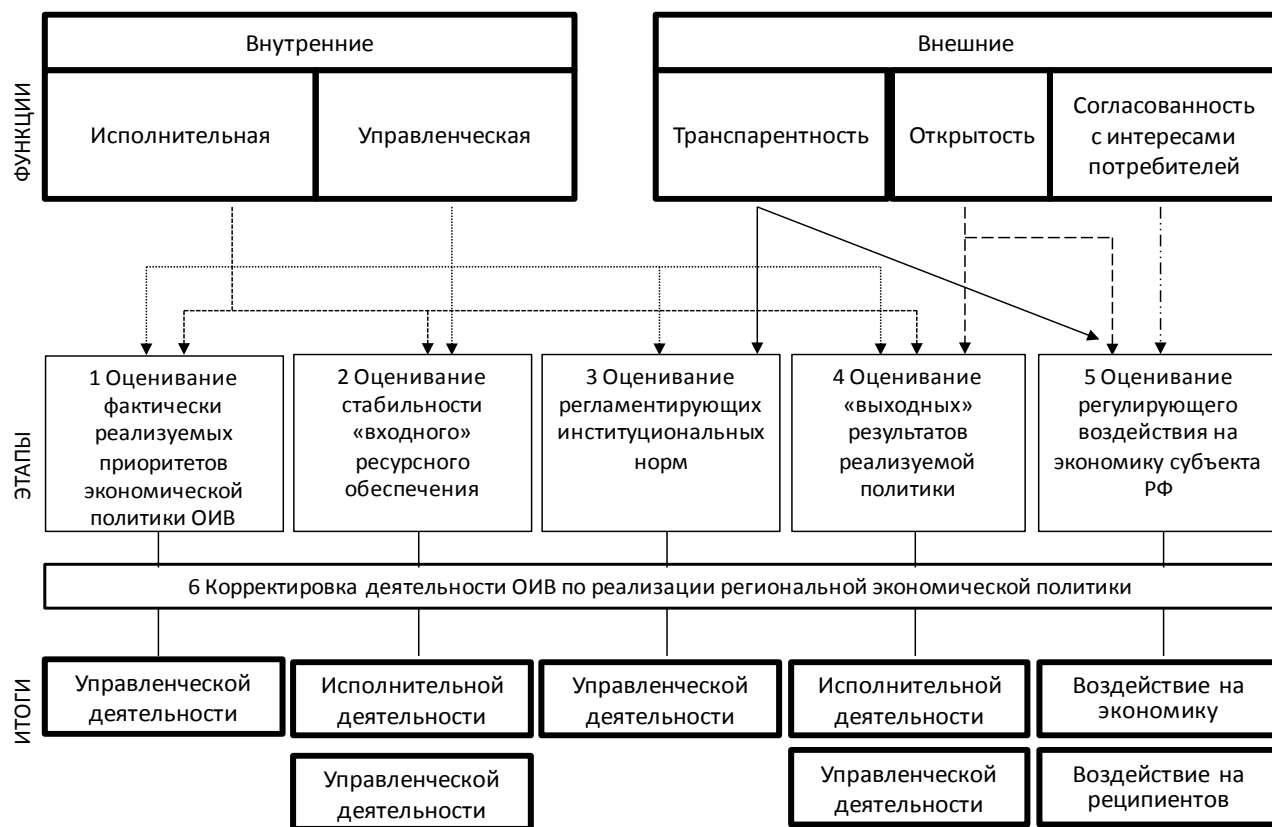 ФУНКЦИИ
Внутренние
Внешние
Исполнительная
Управленческая
Транспарентность
Открытость
Согласованность
с интересами
потребителей
ЭТАПЫ
1 Оценивание
фактически
реализуемых
приоритетов
экономической
политики ОИВ
2 Оценивание
стабильности
«входного»
ресурсного
обеспечения
3 Оценивание
регламентирующих
институциональных
норм
4 Оценивание
«выходных»
результатов
реализуемой
политики
5 Оценивание
регулирующего
воздействия на
экономику субъекта
РФ
6 Корректировка деятельности ОИВ по реализации региональной экономической политики
ИТОГИ
Управленческой
деятельности
Исполнительной
деятельности
Управленческой
деятельности
Исполнительной
деятельности
Воздействие на
экономику
Управленческой
деятельности
Управленческой
деятельности
Воздействие на
реципиентов